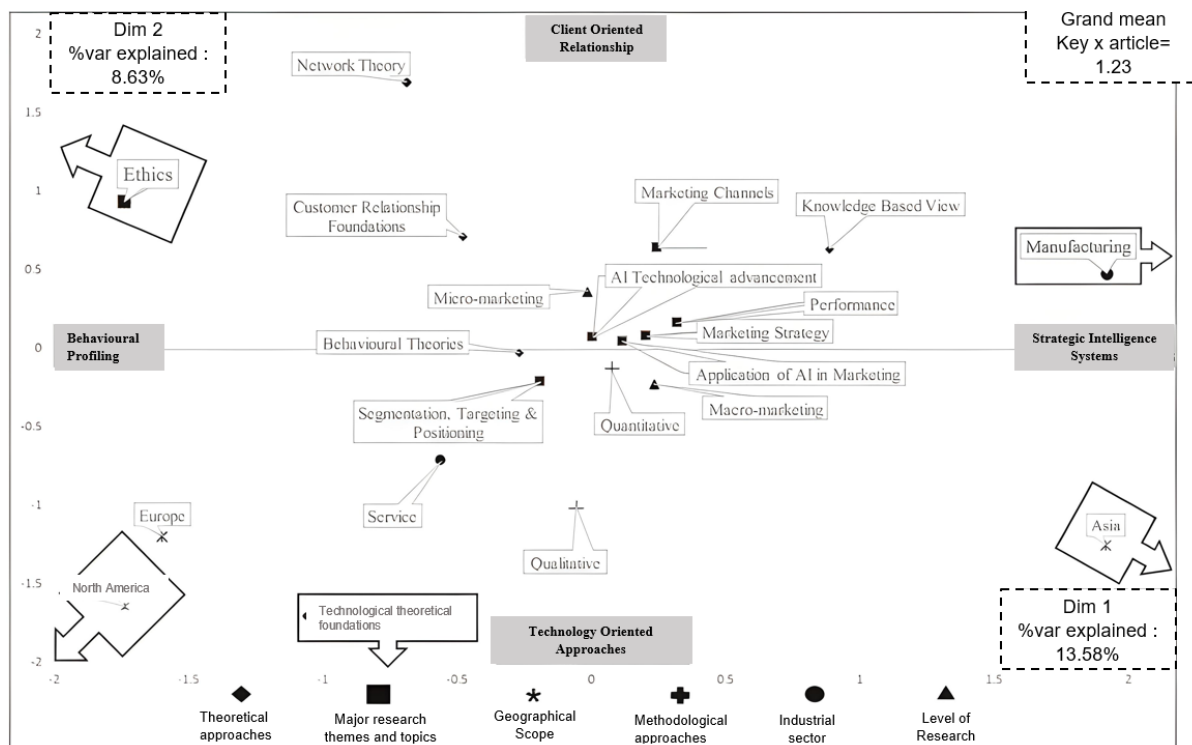 Dim 2
%var explained :
8.63%
Client Oriented
Relationship
Grand mean
Key x article=
1.23
2
Network Theory
1.5
Ethics
1
Marketing Channels
Knowledge Based View
Customer Relationship
Foundations
Manufacturing
0.5
AI Technological advancement
Micro-marketing
Performance
Behavioural
Profiling
Behavioural Theories
Marketing Strategy
Strategic Intelligence
Systems
0
Application of AI in Marketing
Segmentation, Targeting &
Positioning
Macro-marketing
Quantitative
-0.5
Service
Europe
Asia
-1
Qualitative
-1.5
North America
Technological theoretical
foundations
Technology Oriented
Approaches
Dim 1
%var explained :
13.58%
-2
-2
-1.5
-1
-0.5
0
0.5
1
1.5
2
Theoretical
approaches
Major research
themes and topics
Geographical
Scope
Methodological
approaches
Industrial
sector
Level of
Research